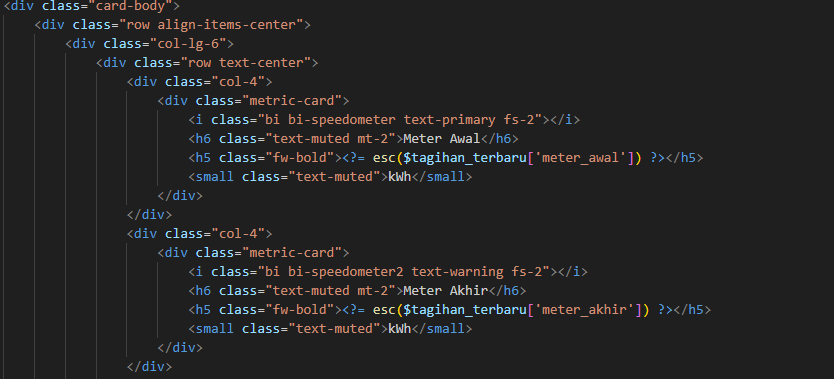 <div class="card-body">
<div class="row align-items-center">
<div class="col-lg-6">
<div class="row text-center">
<div class="col-4">
<div class="metric-card">
<i class="bi bi-speedometer text-primary fs-2"></i>
<h6 class="text-muted mt-2">Meter Awal</h6>
<h5 class="fw-bold"><?= esc($tagihan_terbaru['meter_awal']) ?></h5>
<small class="text-muted">kWh</small>
</div>
</div>
<div class="col-4">
<div class="metric-card">
<i class="bi bi-speedometer2 text-warning fs-2"></i>
<h6 class="text-muted mt-2">Meter Akhir</h6>
<h5 class="fw-bold"><?= esc($tagihan_terbaru['meter_akhir']) ?></h5>
<small class="text-muted">kWh</small>
</div>
</div>